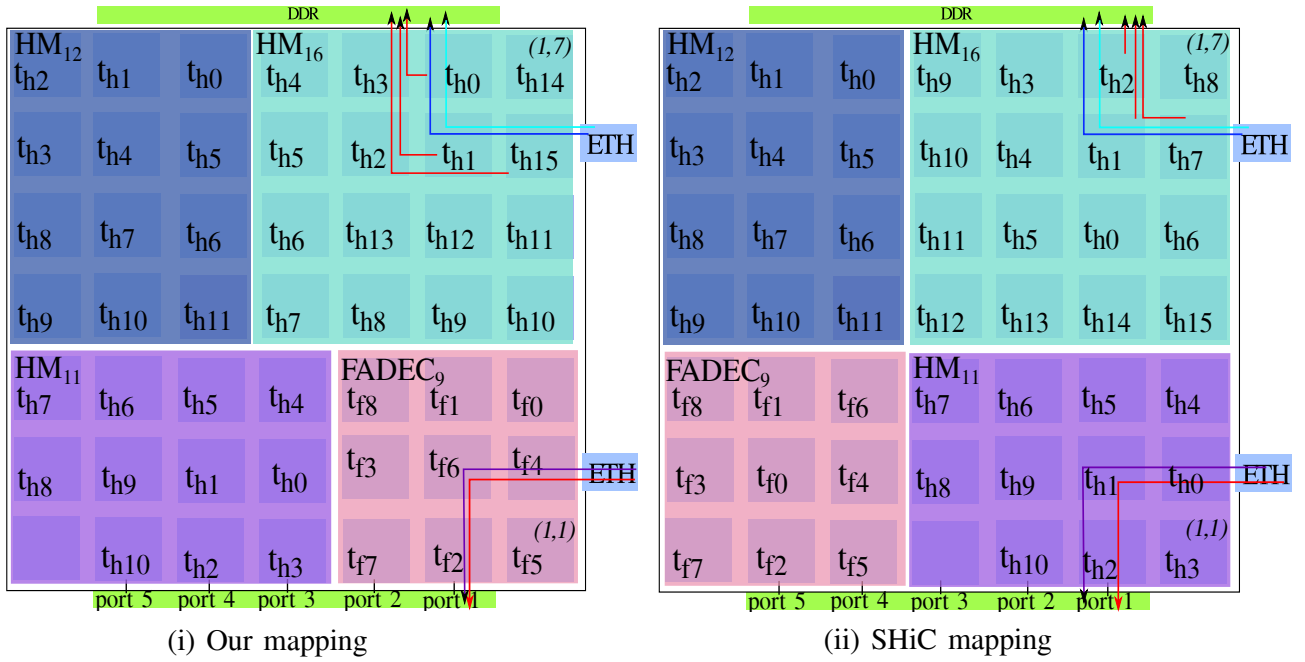 DDR DDR
HM12 HM16 (1,7) HM12 HM16 (1,7)
th2 th1 th0 th4 th3 th0 th14 th2 th1 th0 th9 th3 th2 th8
ETH ETH
th3 th4 th5 th5 th2 th1 th15 th3 th4 th5 th10 th4 th1 th7
th8 th7 th6 th6 th13 th12 th11 th8 th7 th6 th11 th5 th0 th6
th9 th10 th11 th7 th8 th9 th10 th9 th10 th11 th12 th13 th14 th15
HM11 FADEC9 FADEC9 HM11
th7 th6 th5 th4 tf8 tf1 tf0 tf8 tf1 tf6 th7 th6 th5 th4
th8 th9 th1 th0 tf3 tf6 tf4 ETH tf3 tf0 tf4 th8 th9 th1 th0 ETH
(1,1) (1,1)
th10 th2 th3 tf7 tf2 tf5 tf7 tf2 tf5 th10 th2 th3
port 5 port 4 port 3 port 2 port 1 port 5 port 4 port 3 port 2 port 1
(i) Our mapping (ii) SHiC mapping